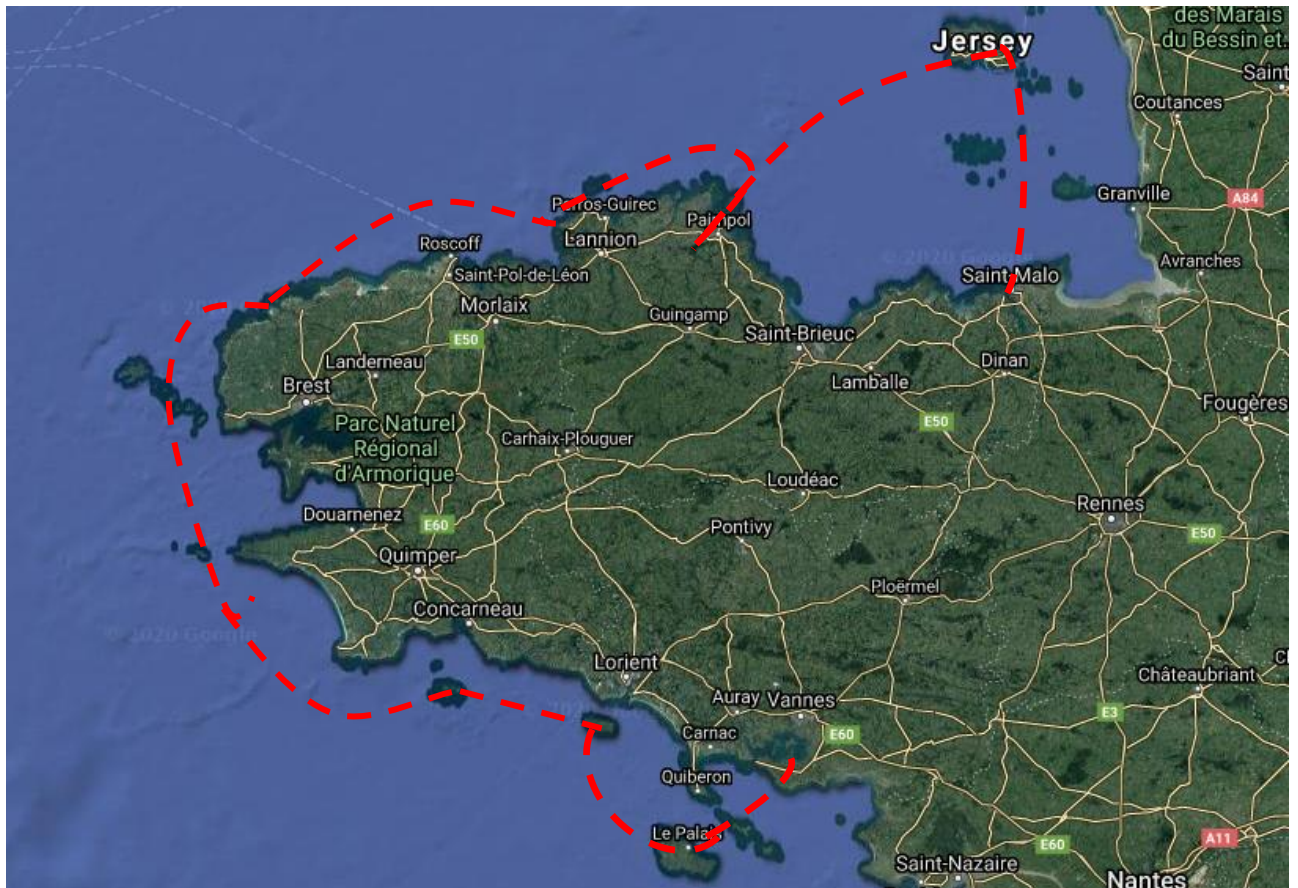 des Marais
du Bessin et...
Jersey
Saint
Coutances
Granville
A84
Perros-Guirec
Paimpol
Lannion
Roscoff
Saint-Pol-de-Léon
Morlaix
Avranches
Saint-Malo
Guingamp
Saint-Brieuc
E50
Landerneau
Brest
Lamballe
Dinan
Fougères
Parc Naturel
Régional
d'Armorique
Carhaix-Plouguer
E50
Loudéac
Rennes
Douarnenez
E60
Pontivy
E50
Quimper
Ploërmel
Concarneau
© 2020 Google
Lorient
Châteaubriant
Auray
Vannes
E3
Carnac
E60
Quiberon
Le Palais
E60
A11
Saint-Nazaire
Nantes